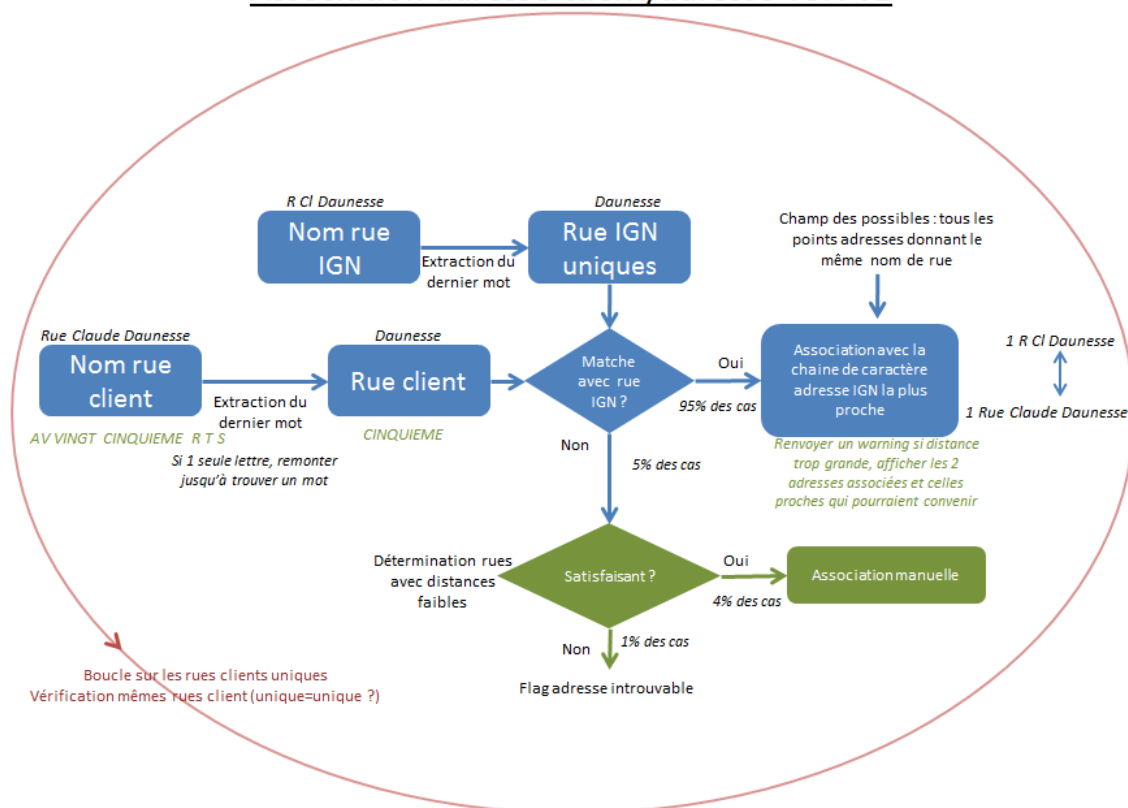 R Cl Daunesse
Nom rue
IGN
Extraction du
dernier mot
Daunesse
Rue IGN
uniques
Champ des possibles : tous les
points adresses donnant le
même nom de rue
Rue Claude Daunesse
Nom rue
client
AV VINGT CINQUIEME R T S
Extraction du
dernier mot
Si 1 seule lettre, remonter
jusqu'à trouver un mot
Daunesse
Rue client
CINQUIEME
Matche
avec rue
IGN ?
Oui
95% des cas
Association avec la
chaine de caractère
adresse IGN la plus
proche
Renvoyer un warning si distance
trop grande, afficher les 2
adresses associées et celles
proches qui pourraient convenir
1 R Cl Daunesse
1 Rue Claude Daunesse
Non
5% des cas
Détermination rues
avec distances
faibles
Satisfaisant ?
Oui
4% des cas
Association manuelle
Non
1% des cas
Flag adresse introuvable
Boucle sur les rues clients uniques
Vérification mêmes rues client (unique=unique ?)